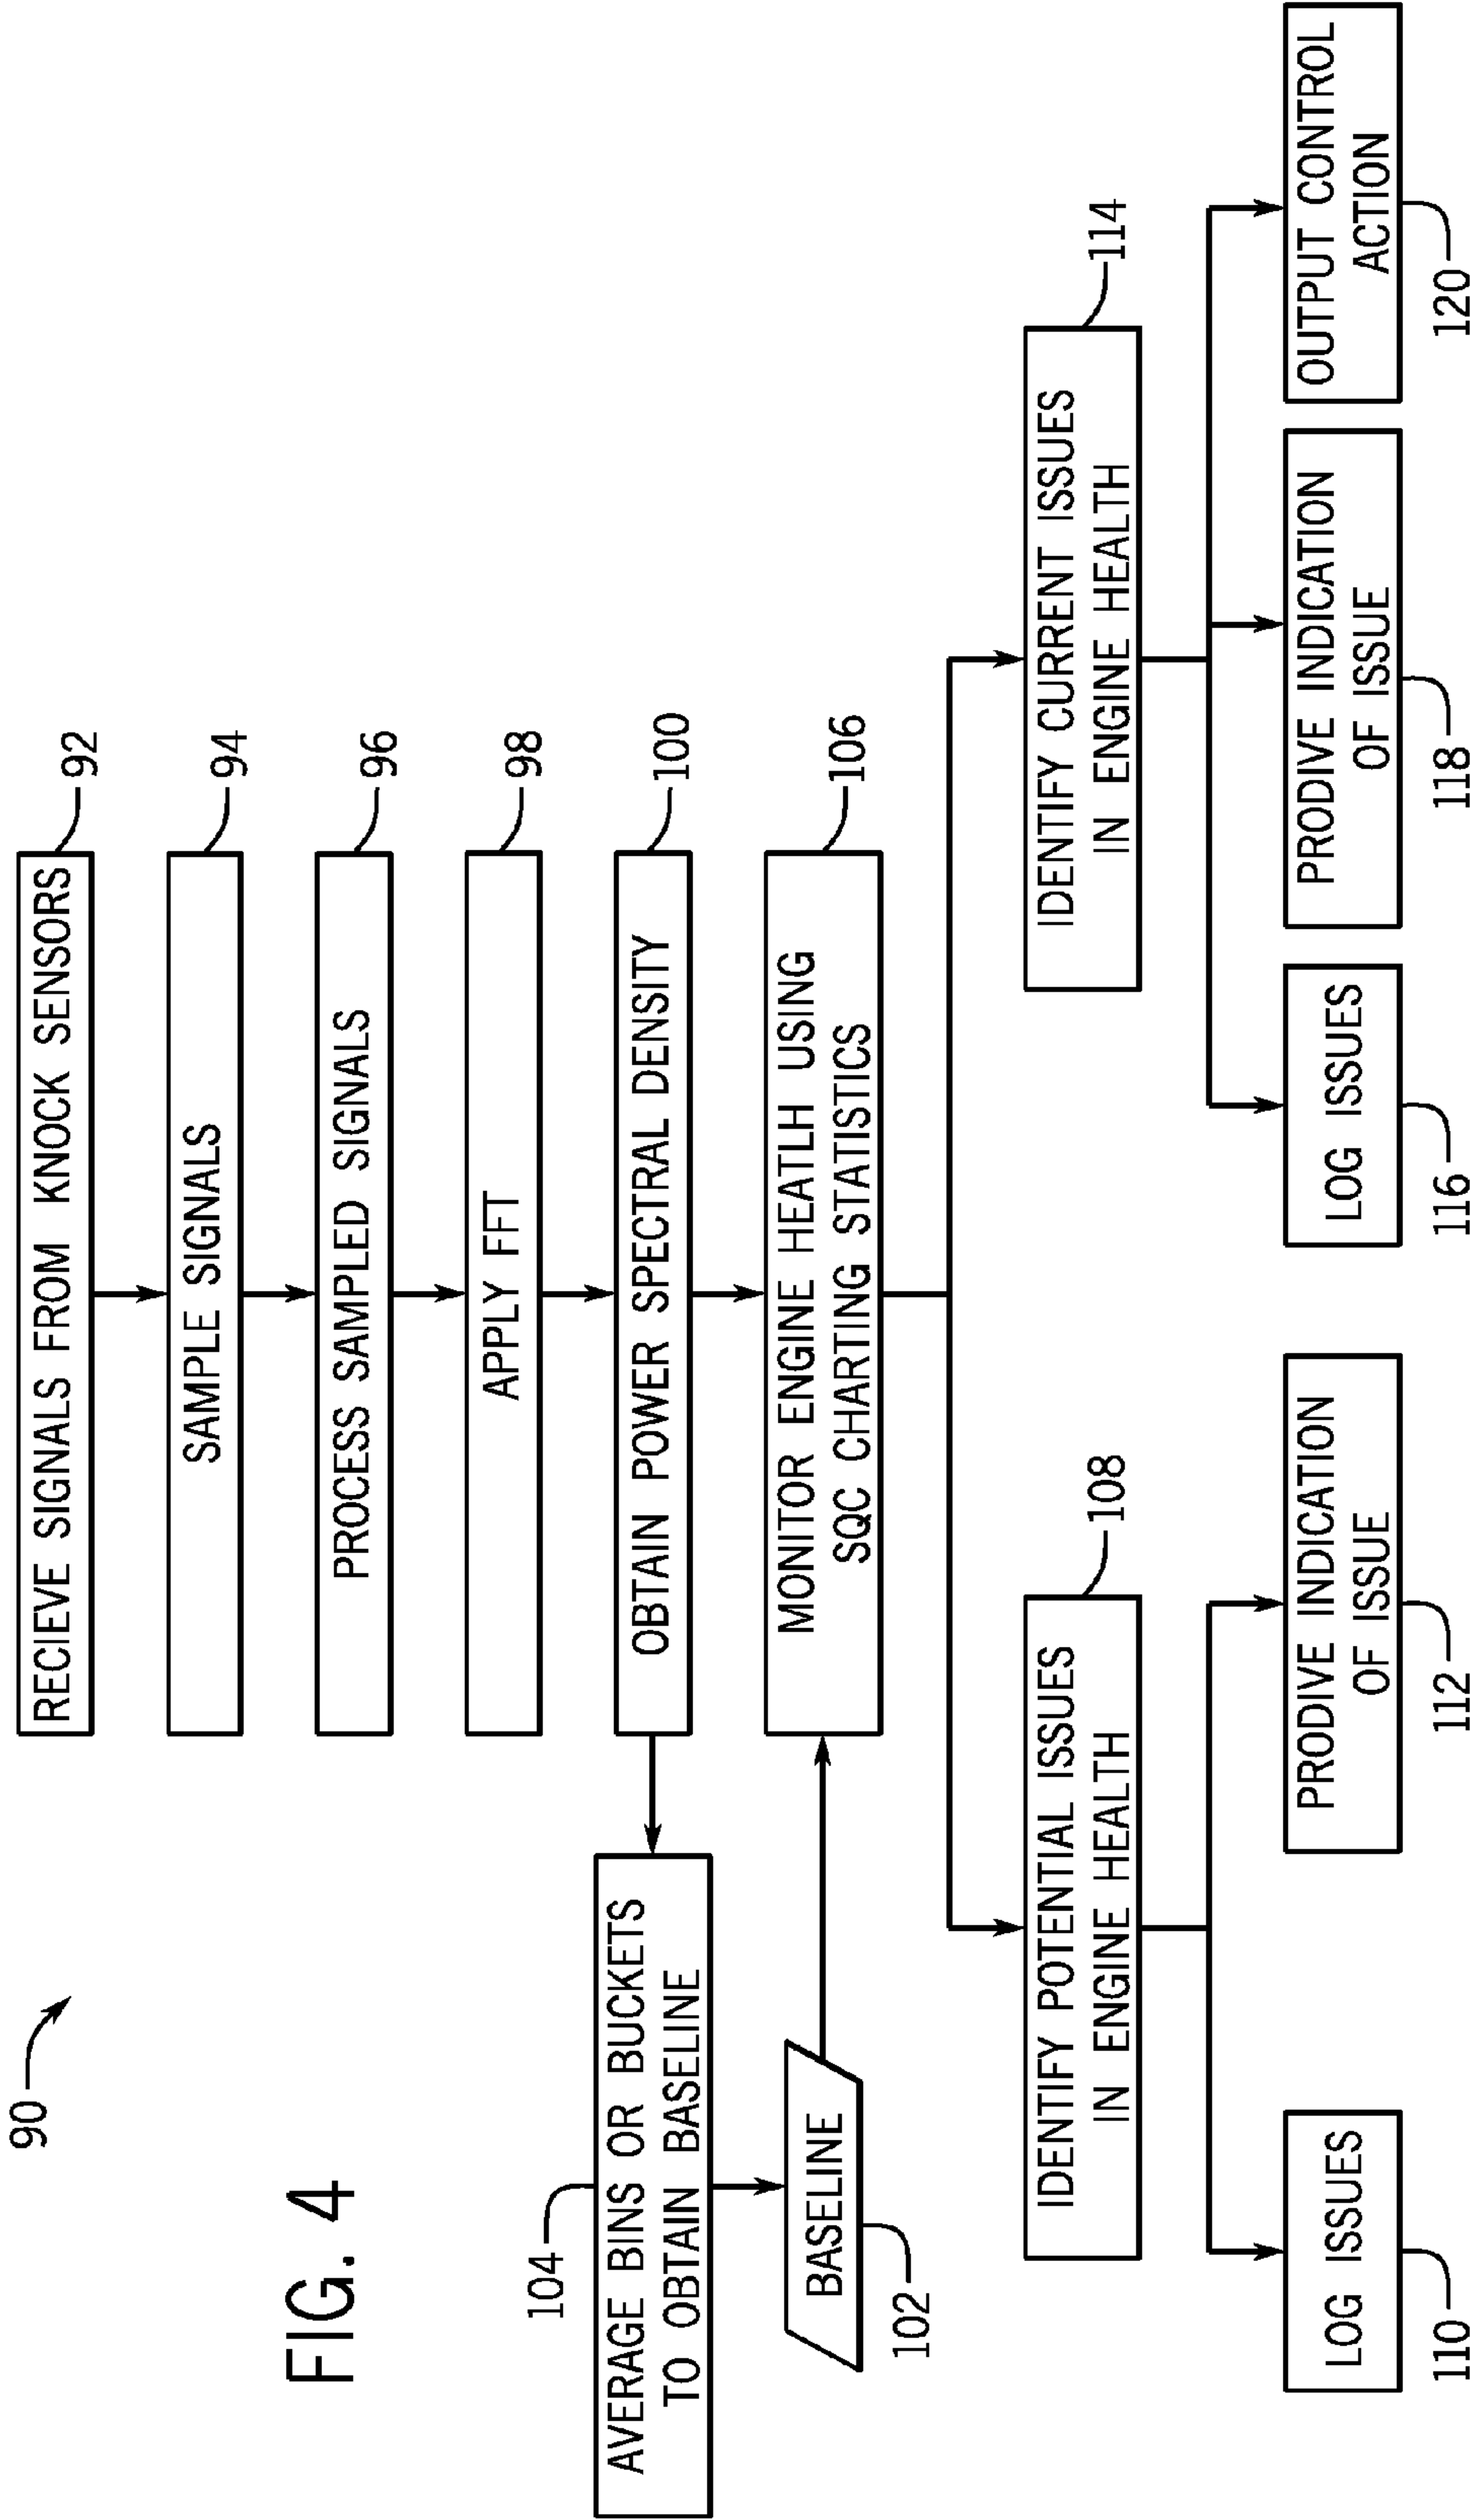 90
RECIEVE SIGNALS FROM KNOCK SENSORS
92
SAMPLE SIGNALS
94
PROCESS SAMPLED SIGNALS
96
FIG. 4
APPLY FFT
98
104
AVERAGE BINS OR BUCKETS
TO OBTAIN BASELINE
OBTAIN POWER SPECTRAL DENSITY
100
BASELINE
102
MONITOR ENGINE HEATLH USING
SQC CHARTING STATISTICS
106
IDENTIFY POTENTIAL ISSUES
IN ENGINE HEALTH
108
IDENTIFY CURRENT ISSUES
IN ENGINE HEALTH
114
LOG ISSUES
110
PRODIVE INDICATION
OF ISSUE
112
LOG ISSUES
116
PRODIVE INDICATION
OF ISSUE
118
OUTPUT CONTROL
ACTION
120